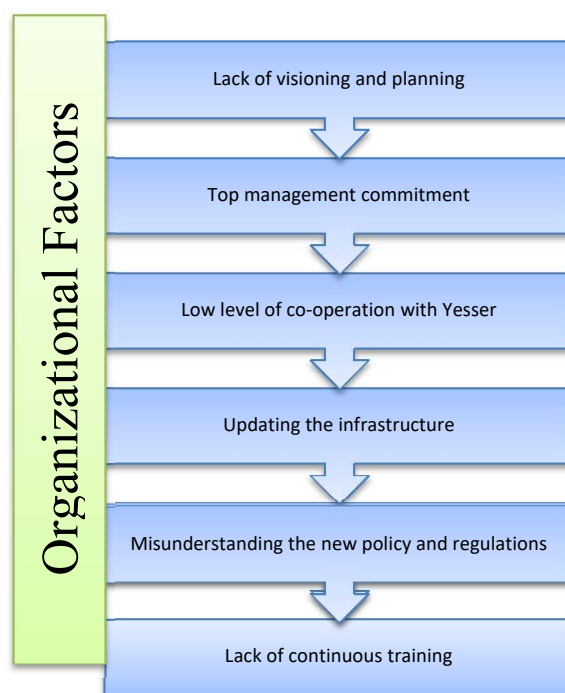 Organizational Factors
Lack of visioning and planning
Top management commitment
Low level of co-operation with Yesser
Updating the infrastructure
Misunderstanding the new policy and regulations
Lack of continuous training